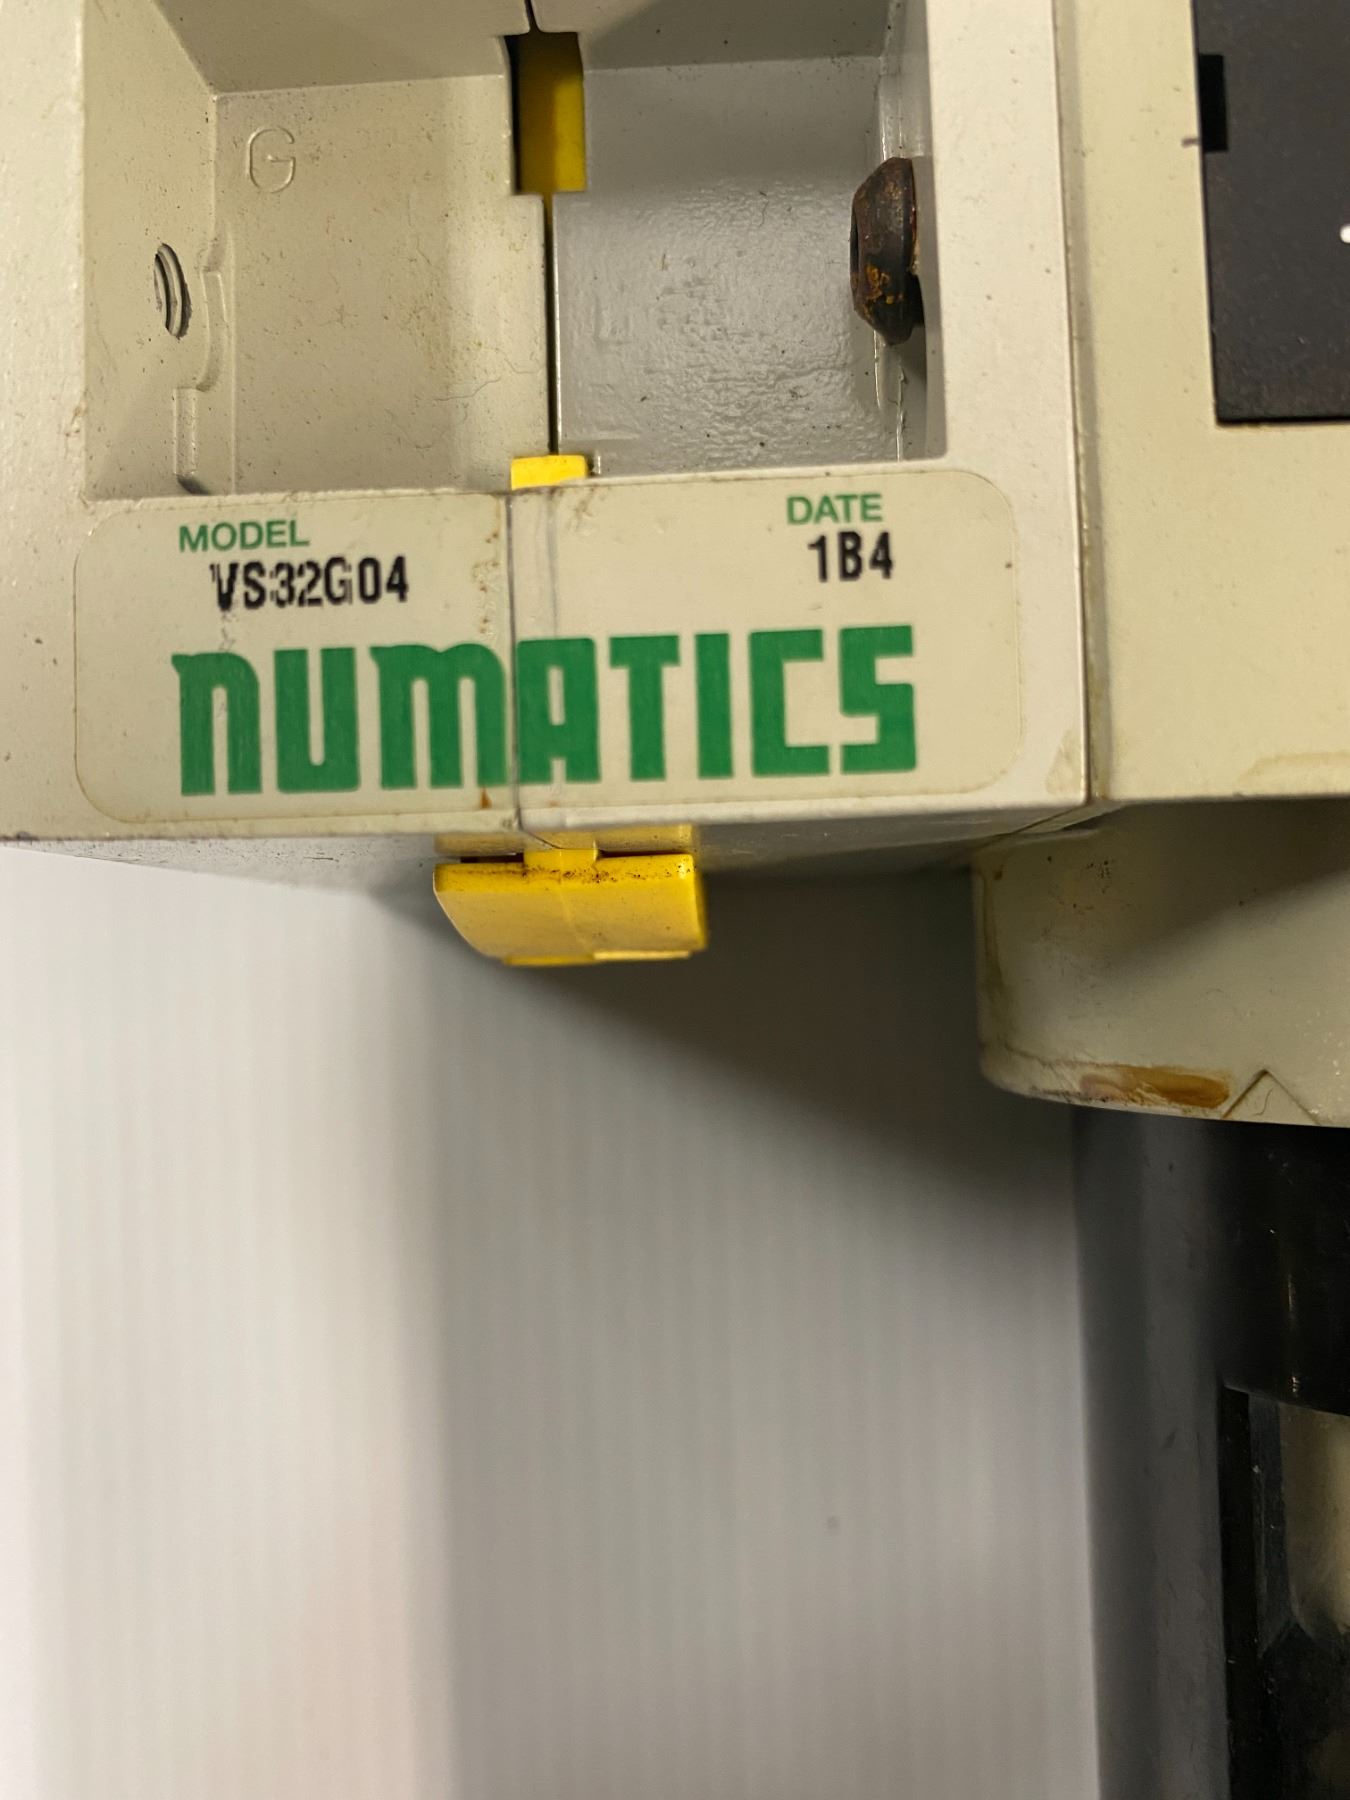 G
MODEL
VS32G04
DATE
1B4
NUMATICS